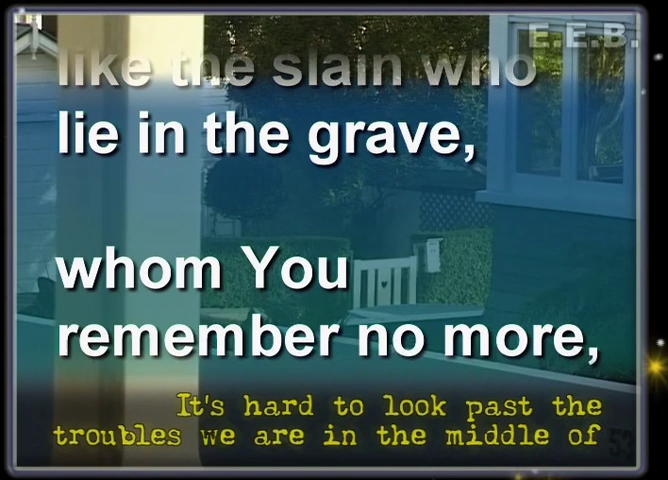 E.E.B.
like the slain who
lie in the grave,
whom You
remember no more,
It's hard to look past the
troubles we are in the middle of